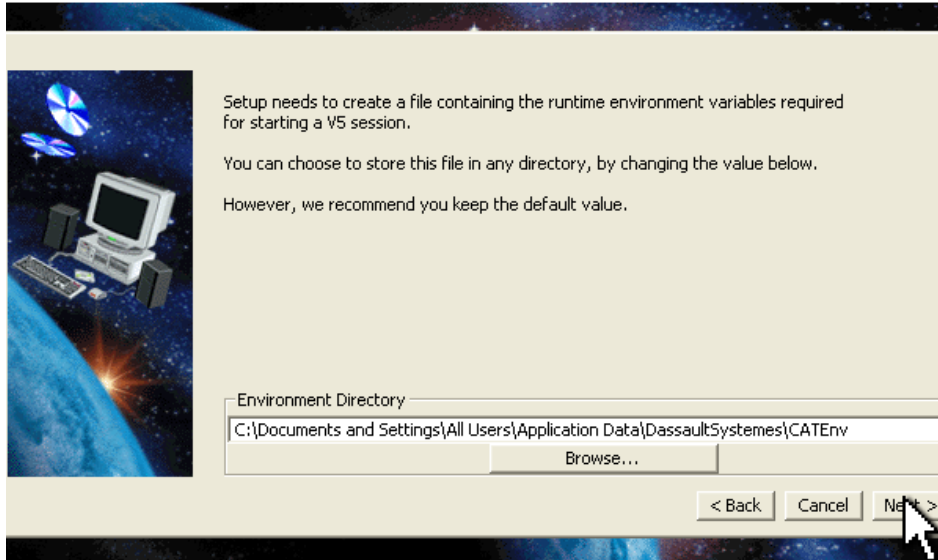 Setup needs to create a file containing the runtime environment variables required
for starting a V5 session.
You can choose to store this file in any directory, by changing the value below.
However, we recommend you keep the default value.
Environment Directory
C:\Documents and Settings\All Users\Application Data\DassaultSystemes\CATEnv
Browse...
< Back Cancel Next >